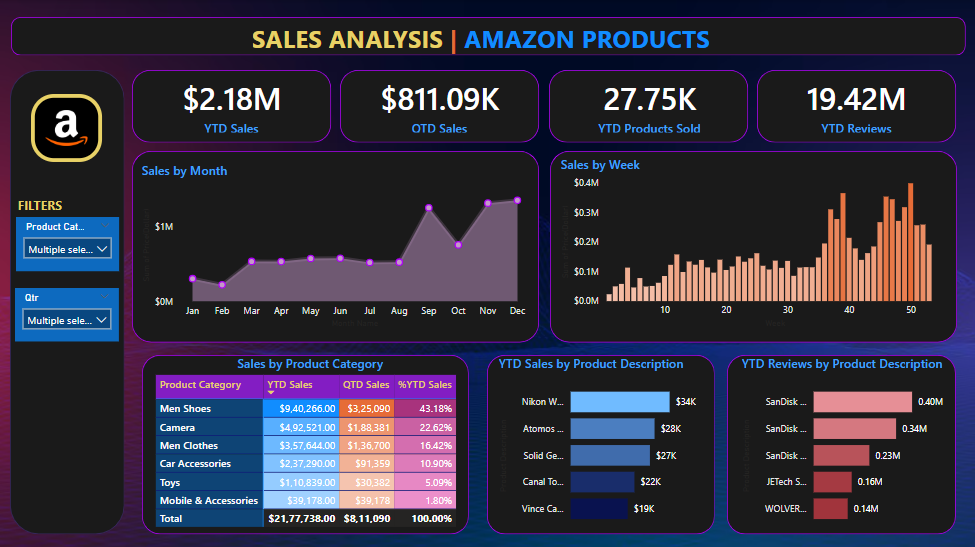 SALES ANALYSIS | AMAZON PRODUCTS
a
FILTERS
Product Cat...
Multiple sele...
Qtr
Multiple sele...
$2.18M
YTD Sales
$811.09K
QTD Sales
27.75K
YTD Products Sold
19.42M
YTD Reviews
Sales by Month
$1M
$0M
Jan Feb Mar Apr May Jun Jul Aug Sep Oct Nov Dec
Sales by Week
$0.4M
$0.3M
$0.2M
$0.1M
$0.0M
10 20 30 40 50
Sales by Product Category
Product Category YTD Sales QTD Sales %YTD Sales
Men Shoes $9,40,266.00 $3,25,090 43.18%
Camera $4,92,521.00 $1,88,381 22.62%
Men Clothes $3,57,644.00 $1,36,700 16.42%
Car Accessories $2,37,290.00 $91,359 10.90%
Toys $1,10,839.00 $30,382 5.09%
Mobile & Accessories $39,178.00 $39,178 1.80%
Total $21,77,738.00 $8,11,090 100.00%
YTD Sales by Product Description
Nikon W... $34K
Atomos ... $28K
Solid Ge... $27K
Canal To... $22K
Vince Ca... $19K
YTD Reviews by Product Description
SanDisk ... 0.40M
SanDisk ... 0.34M
SanDisk ... 0.23M
JETech S... 0.16M
WOLVER... 0.14M